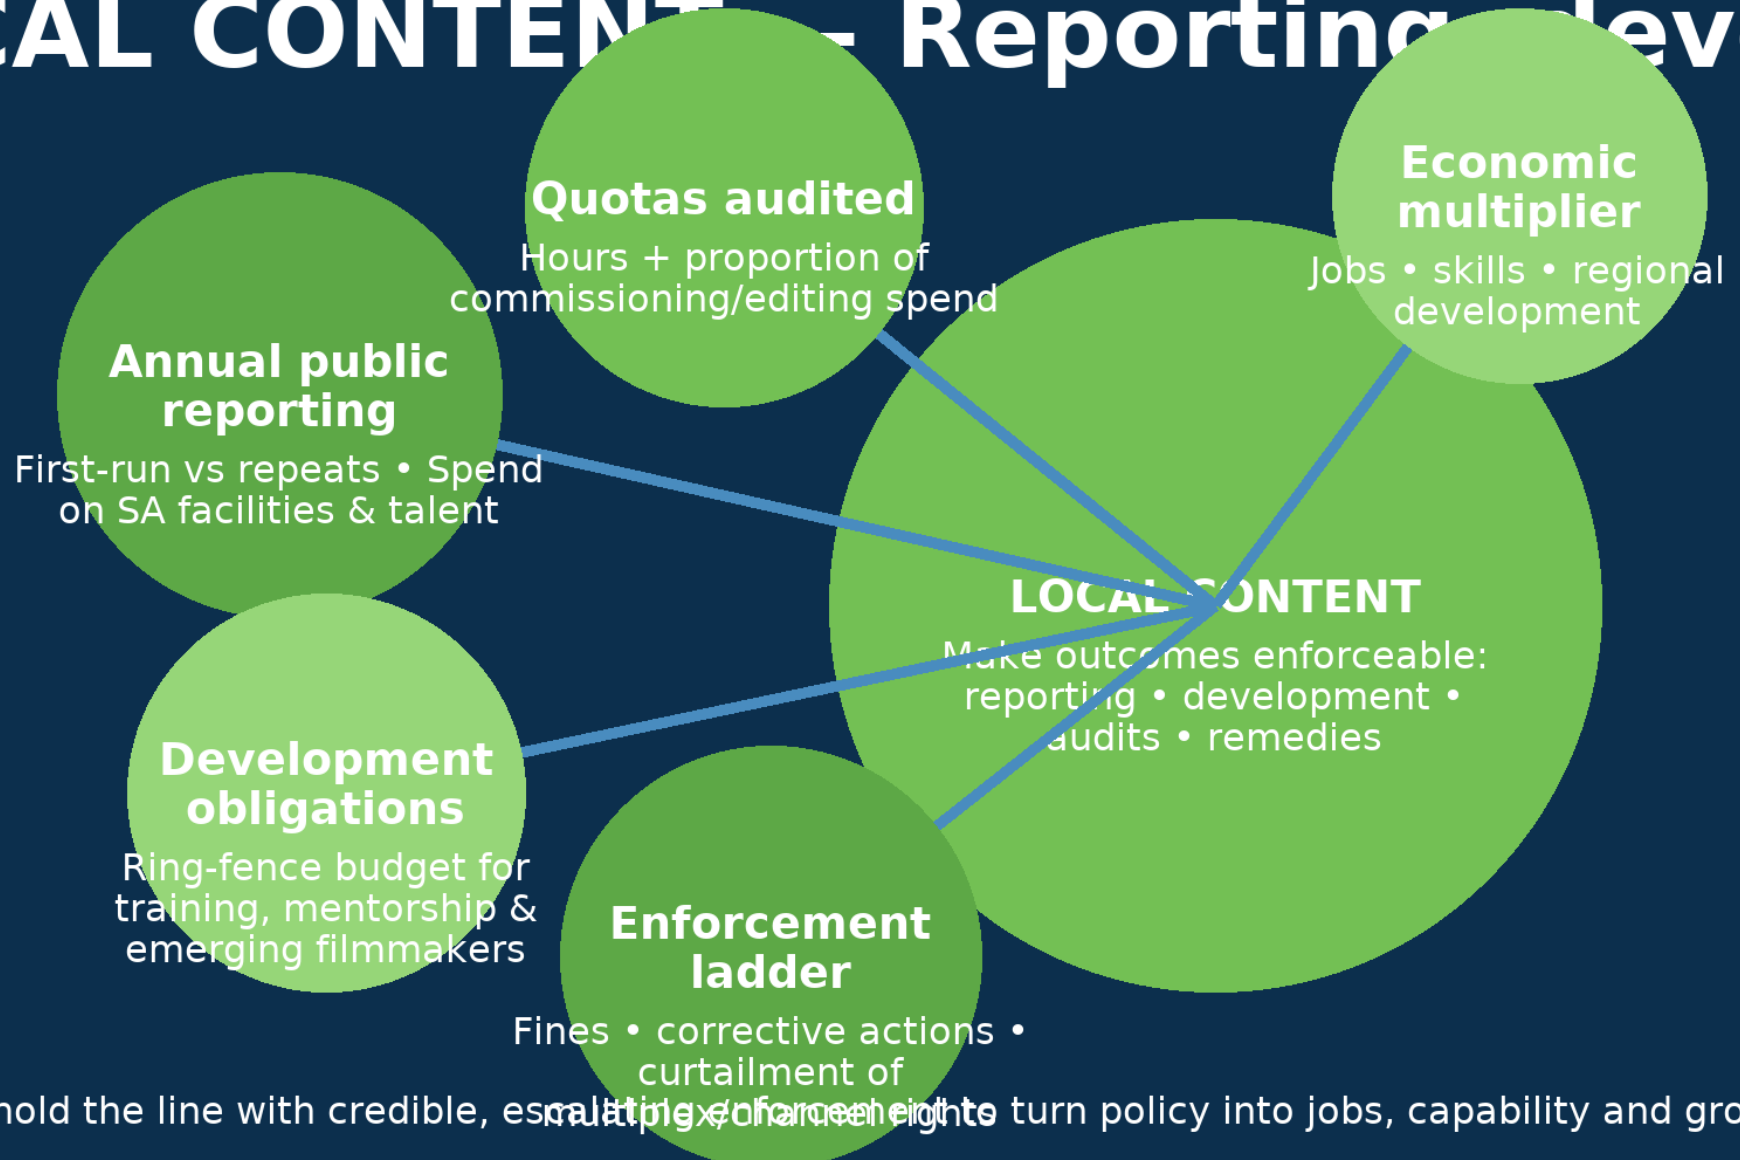 CAL CONTENT – Reporting
Quotas audited
Hours + proportion of
commissioning/editing spend
Economic
multiplier
Jobs • skills • regional
development
Annual public
reporting
First-run vs repeats • Spend
on SA facilities & talent
LOCAL CONTENT
Make outcomes enforceable:
reporting • development •
audits • remedies
Development
obligations
Ring-fence budget for
training, mentorship &
emerging filmmakers
Enforcement
ladder
Fines • corrective actions •
curtailment of
multiplex/channel rights
hold the line with credible, escalating enforcement to turn policy into jobs, capability and gro